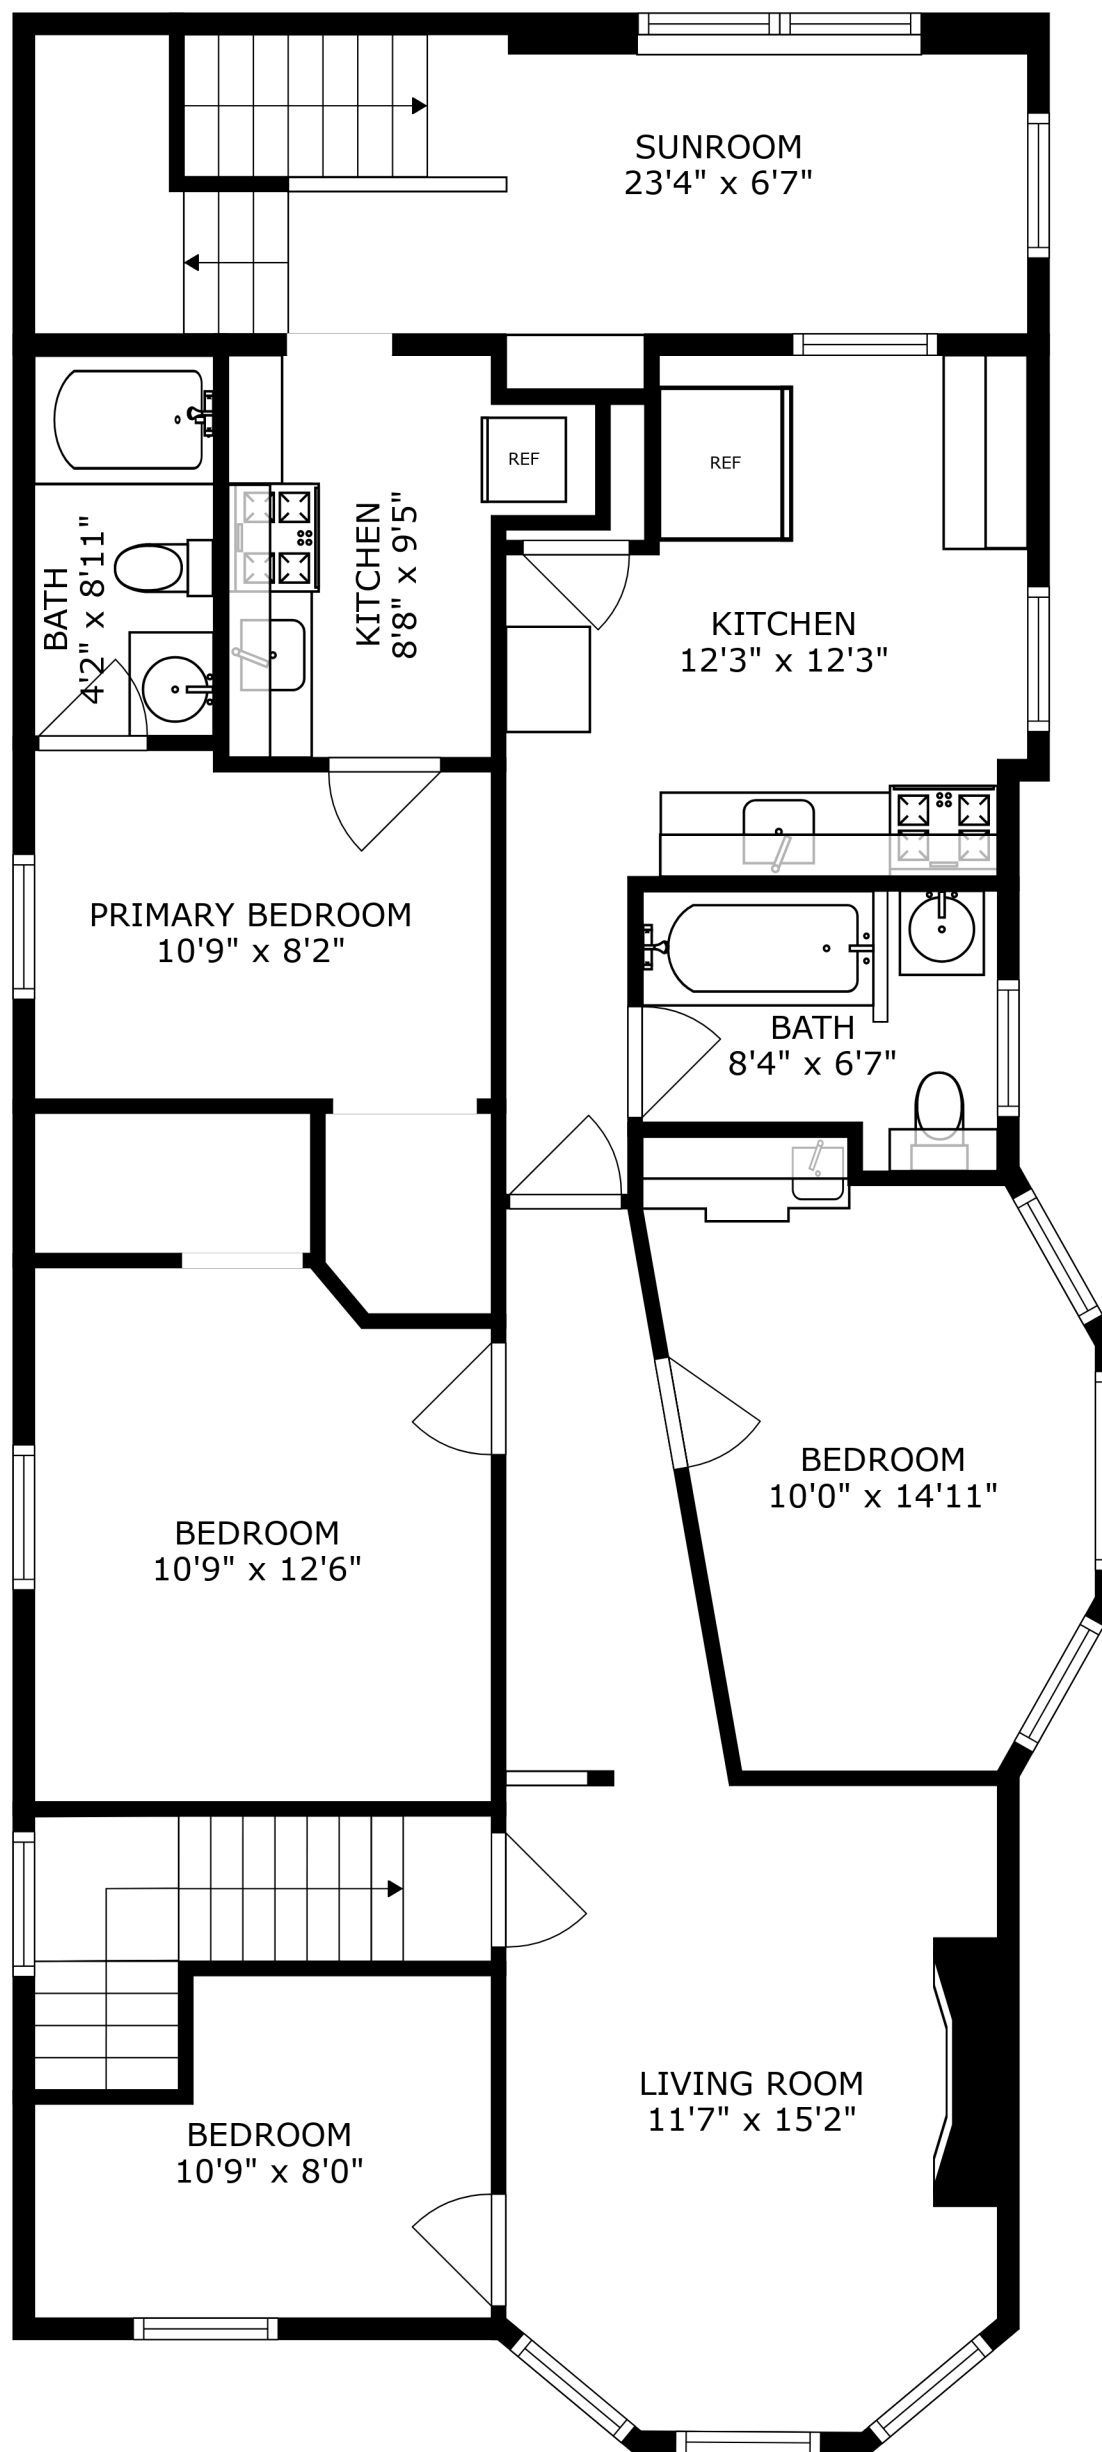 SUNROOM
23'4" x 6'7"
REF
REF
BATH
4'2" x 8'11"
KITCHEN
8'8" x 9'5"
KITCHEN
12'3" x 12'3"
PRIMARY BEDROOM
10'9" x 8'2"
BATH
8'4" x 6'7"
BEDROOM
10'0" x 14'11"
BEDROOM
10'9" x 12'6"
LIVING ROOM
11'7" x 15'2"
BEDROOM
10'9" x 8'0"